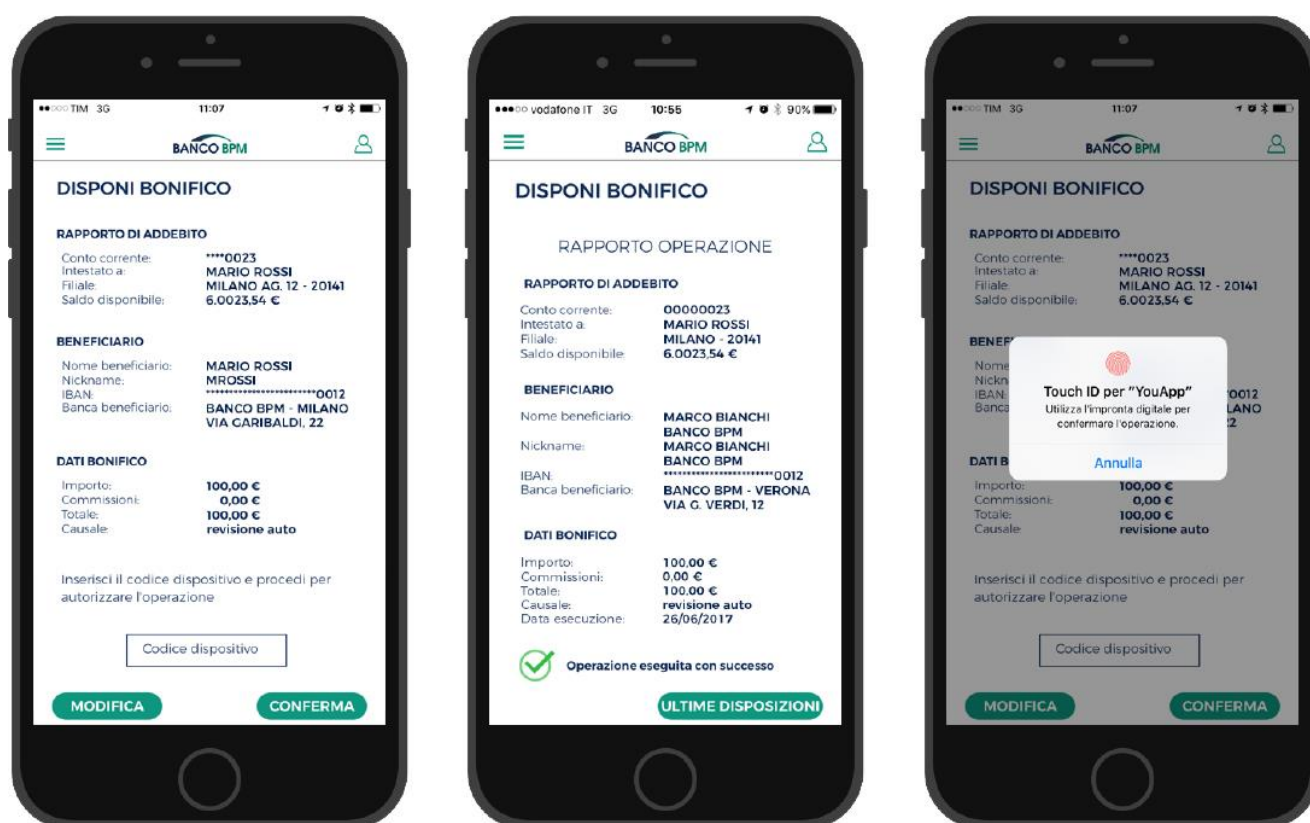 TIM 3G 11:07
BANCO BPM
DISPONI BONIFICO
RAPPORTO DI ADDEBITO
Conto corrente: ****0023
Intestato a: MARIO ROSSI
Filiale: MILANO AG. 12 - 20141
Saldo disponibile: 6.0023,54 €
BENEFICIARIO
Nome beneficiario: MARIO ROSSI
Nickname: MROSSI
IBAN: ***********************0012
Banca beneficiario: BANCO BPM - MILANO
VIA GARIBALDI, 22
DATI BONIFICO
Importo: 100,00 €
Commissioni: 0,00 €
Totale: 100,00 €
Causale: revisione auto
Inserisci il codice dispositivo e procedi per
autorizzare l'operazione
Codice dispositivo
MODIFICA CONFERMA
vodafone IT 3G 10:55 90%
BANCO BPM
DISPONI BONIFICO
RAPPORTO OPERAZIONE
RAPPORTO DI ADDEBITO
Conto corrente: 00000023
Intestato a: MARIO ROSSI
Filiale: MILANO - 20141
Saldo disponibile: 6.0023,54 €
BENEFICIARIO
Nome beneficiario: MARCO BIANCHI
BANCO BPM
Nickname: MARCO BIANCHI
BANCO BPM
IBAN: ***********************0012
Banca beneficiario: BANCO BPM - VERONA
VIA G. VERDI, 12
DATI BONIFICO
Importo: 100,00 €
Commissioni: 0,00 €
Totale: 100,00 €
Causale: revisione auto
Data esecuzione: 26/06/2017
Operazione eseguita con successo
ULTIME DISPOSIZIONI
TIM 3G 11:07
BANCO BPM
DISPONI BONIFICO
RAPPORTO DI ADDEBITO
Conto corrente: ****0023
Intestato a: MARIO ROSSI
Filiale: MILANO AG. 12 - 20141
Saldo disponibile: 6.0023,54 €
Touch ID per "YouApp"
Utilizza l'impronta digitale per
confermare l'operazione.
Annulla
IBAN: 0012
Importo: 100,00 €
Commissioni: 0,00 €
Totale: 100,00 €
Causale revisione auto
Inserisci il codice dispositivo e procedi per
autorizzare l'operazione
Codice dispositivo
MODIFICA CONFERMA